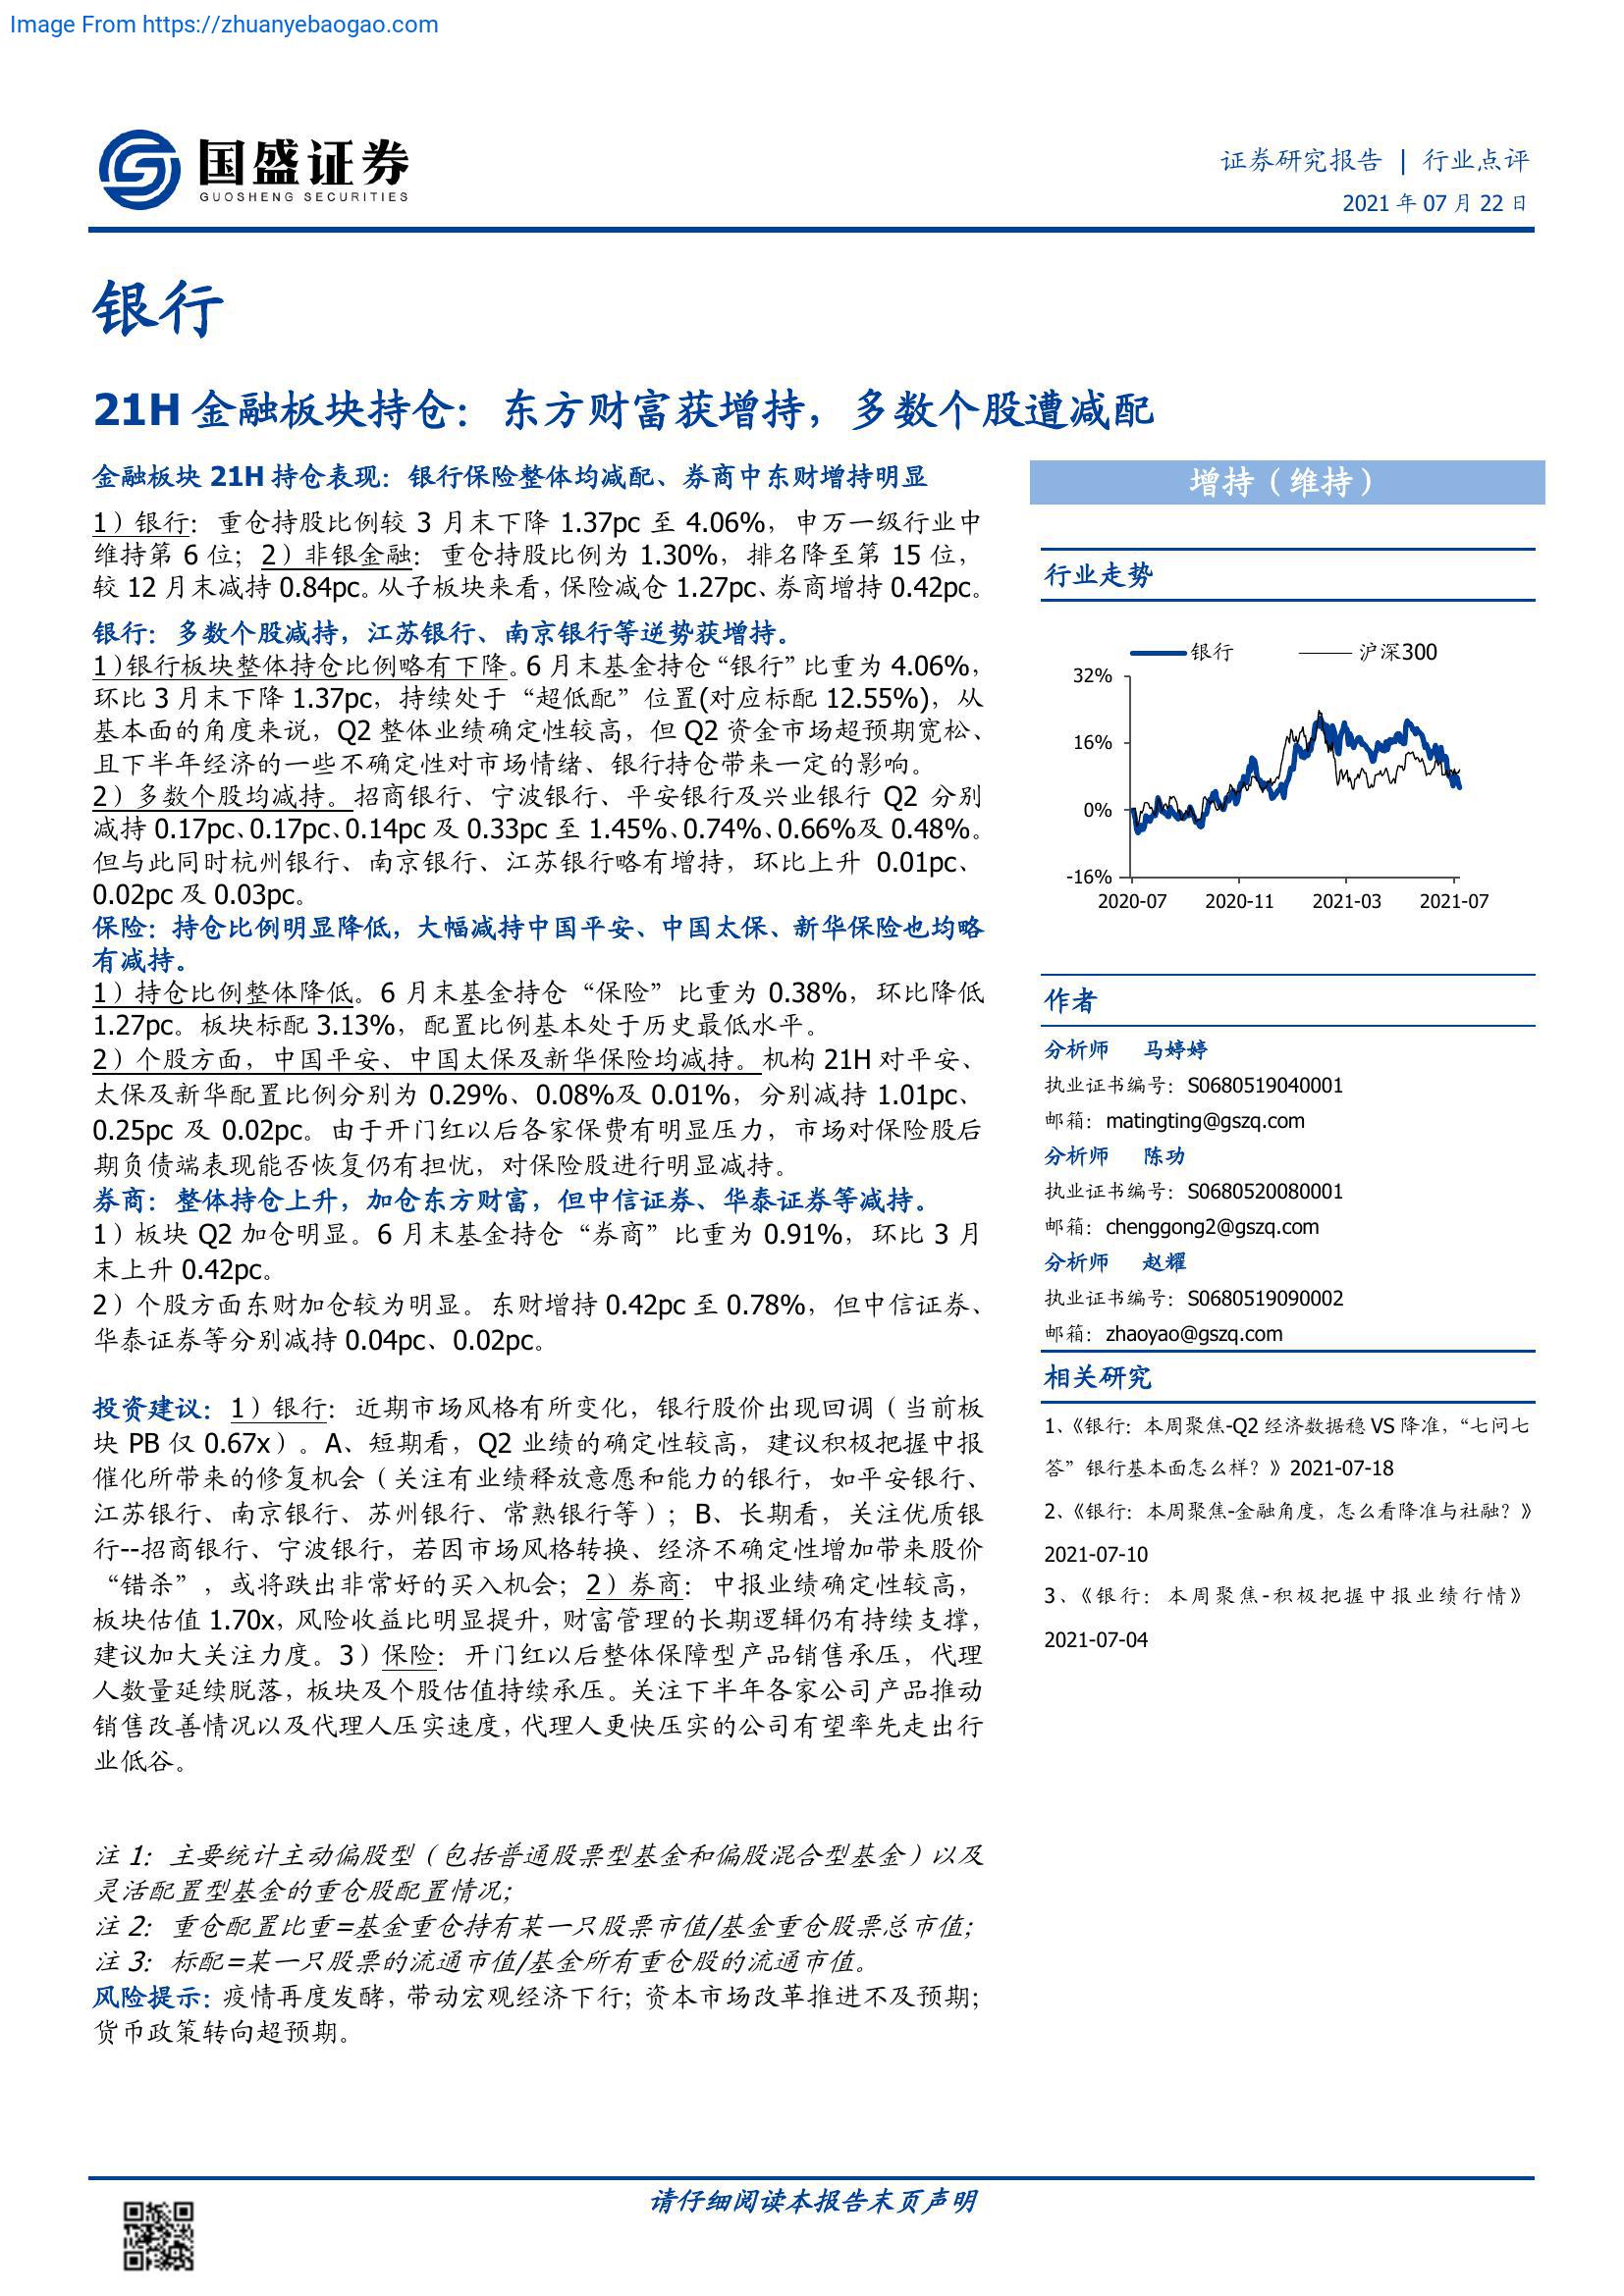 Image From https://zhuanyebaogao.com
国盛证券
GUOSHENG SECURITIES
证券研究报告 | 行业点评
2021 年 07 月 22 日
银行
21H 金融板块持仓：东方财富获增持，多数个股遭减配
金融板块 21H 持仓表现：银行保险整体均减配、券商中东财增持明显
1）银行：重仓持股比例较 3 月末下降 1.37pc 至 4.06%，申万一级行业中
维持第 6 位；2）非银金融：重仓持股比例为 1.30%，排名降至第 15 位，
较 12 月末减持 0.84pc。从子板块来看，保险减仓 1.27pc、券商增持 0.42pc。
银行：多数个股减持，江苏银行、南京银行等逆势获增持。
1）银行板块整体持仓比例略有下降。6 月末基金持仓“银行”比重为 4.06%，
环比 3 月末下降 1.37pc，持续处于“超低配”位置(对应标配 12.55%)，从
基本面的角度来说，Q2 整体业绩确定性较高，但 Q2 资金市场超预期宽松、
且下半年经济的一些不确定性对市场情绪、银行持仓带来一定的影响。
2）多数个股均减持。招商银行、宁波银行、平安银行及兴业银行 Q2 分别
减持 0.17pc、0.17pc、0.14pc 及 0.33pc 至 1.45%、0.74%、0.66%及 0.48%。
但与此同时杭州银行、南京银行、江苏银行略有增持，环比上升 0.01pc、
0.02pc 及 0.03pc。
保险：持仓比例明显降低，大幅减持中国平安、中国太保、新华保险也均略
有减持。
1）持仓比例整体降低。6 月末基金持仓“保险”比重为 0.38%，环比降低
1.27pc。板块标配 3.13%，配置比例基本处于历史最低水平。
2）个股方面，中国平安、中国太保及新华保险均减持。机构 21H 对平安、
太保及新华配置比例分别为 0.29%、0.08%及 0.01%，分别减持 1.01pc、
0.25pc 及 0.02pc。由于开门红以后各家保费有明显压力，市场对保险股后
期负债端表现能否恢复仍有担忧，对保险股进行明显减持。
券商：整体持仓上升，加仓东方财富，但中信证券、华泰证券等减持。
1）板块 Q2 加仓明显。6 月末基金持仓“券商”比重为 0.91%，环比 3 月
末上升 0.42pc。
2）个股方面东财加仓较为明显。东财增持 0.42pc 至 0.78%，但中信证券、
华泰证券等分别减持 0.04pc、0.02pc。
投资建议：1）银行：近期市场风格有所变化，银行股价出现回调（当前板
块 PB 仅 0.67x）。A、短期看，Q2 业绩的确定性较高，建议积极把握中报
催化所带来的修复机会（关注有业绩释放意愿和能力的银行，如平安银行、
江苏银行、南京银行、苏州银行、常熟银行等）；B、长期看，关注优质银
行--招商银行、宁波银行，若因市场风格转换、经济不确定性增加带来股价
“错杀”，或将跌出非常好的买入机会；2）券商：中报业绩确定性较高，
板块估值 1.70x，风险收益比明显提升，财富管理的长期逻辑仍有持续支撑，
建议加大关注力度。3）保险：开门红以后整体保障型产品销售承压，代理
人数量延续脱落，板块及个股估值持续承压。关注下半年各家公司产品推动
销售改善情况以及代理人压实速度，代理人更快压实的公司有望率先走出行
业低谷。
注 1：主要统计主动偏股型（包括普通股票型基金和偏股混合型基金）以及
灵活配置型基金的重仓股配置情况；
注 2：重仓配置比重=基金重仓持有某一只股票市值/基金重仓股票总市值；
注 3：标配=某一只股票的流通市值/基金所有重仓股的流通市值。
风险提示：疫情再度发酵，带动宏观经济下行；资本市场改革推进不及预期；
货币政策转向超预期。
增持（维持）
行业走势
银行 沪深300
32%
16%
0%
-16%
2020-07 2020-11 2021-03 2021-07
作者
分析师 马婷婷
执业证书编号：S0680519040001
邮箱：matingting@gszq.com
分析师 陈功
执业证书编号：S0680520080001
邮箱：chenggong2@gszq.com
分析师 赵耀
执业证书编号：S0680519090002
邮箱：zhaoyao@gszq.com
相关研究
1、《银行：本周聚焦-Q2 经济数据稳 VS 降准，“七问七
答”银行基本面怎么样？》2021-07-18
2、《银行：本周聚焦-金融角度，怎么看降准与社融？》
2021-07-10
3、《银行：本周聚焦-积极把握中报业绩行情》
2021-07-04
请仔细阅读本报告末页声明